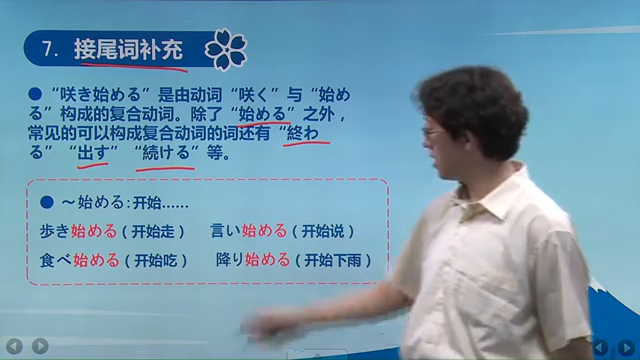 7. 接尾词补充
●“咲き始める”是由动词“咲く”与“始め
る”构成的复合动词。除了“始める”之外，
常见的可以构成复合动词的词还有“終わ
る”“出す”“続ける”等。
●～始める：开始……
歩き始める（开始走） 言い始める（开始说）
食べ始める（开始吃） 降り始める（开始下雨）